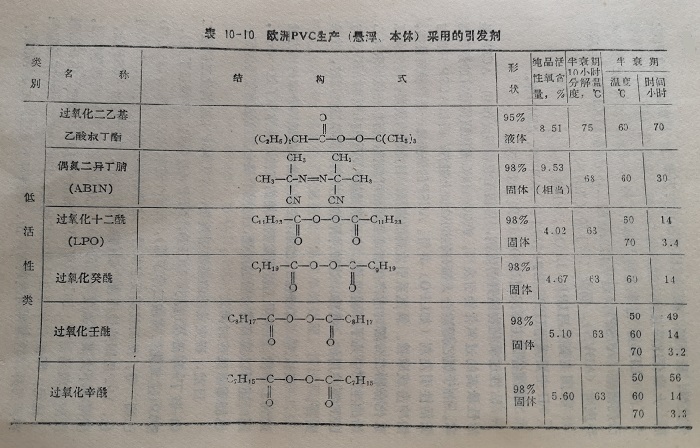 表 10-10 欧洲PVC生产（悬浮、本体）采用的引发剂
类别 名 称 结 构 式 形状 纯品活性氧含量，% 半衰期10小时分解温度，℃ 半 衰 期
温度℃ 时间小时
低活性类
过氧化二乙基乙酸叔丁酯 (C₂H₅)₂CH—C—O—O—C(CH₃)₃ 95%液体 8.51 75 60 70
偶氮二异丁腈(ABIN) CH₃ CH₃ CH₃—C—N=N—C—CH₃ CN CN 98%固体 9.53(相当) 68 60 30
过氧化十二酰(LPO) C₁₁H₂₃—C—O—O—C—C₁₁H₂₃ O O 98%固体 4.02 63 50 14
70 3.4
过氧化癸酰 C₉H₁₉—C—O—O—C—C₉H₁₉ O O 98%固体 4.67 63 60 14
过氧化壬酰 C₈H₁₇—C—O—O—C—C₈H₁₇ O O 98%固体 5.10 63 50 49
60 14
70 3.2
过氧化辛酰 C₇H₁₅—C—O—O—C—C₇H₁₅ O O 98%固体 5.60 63 50 56
60 14
70 3.3